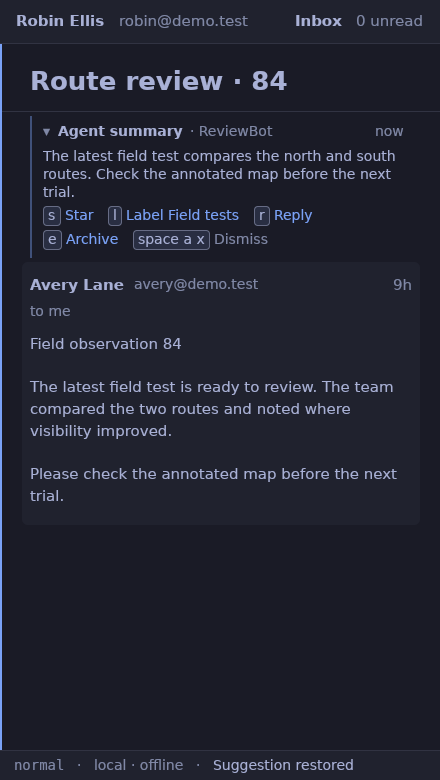 Robin Ellis robin@demo.test Inbox 0 unread
Route review · 84
▾ Agent summary · ReviewBot now
The latest field test compares the north and south
routes. Check the annotated map before the next
trial.
s Star l Label Field tests r Reply
e Archive space a x Dismiss
Avery Lane avery@demo.test 9h
to me
Field observation 84
The latest field test is ready to review. The team
compared the two routes and noted where
visibility improved.
Please check the annotated map before the next
trial.
normal · local · offline · Suggestion restored